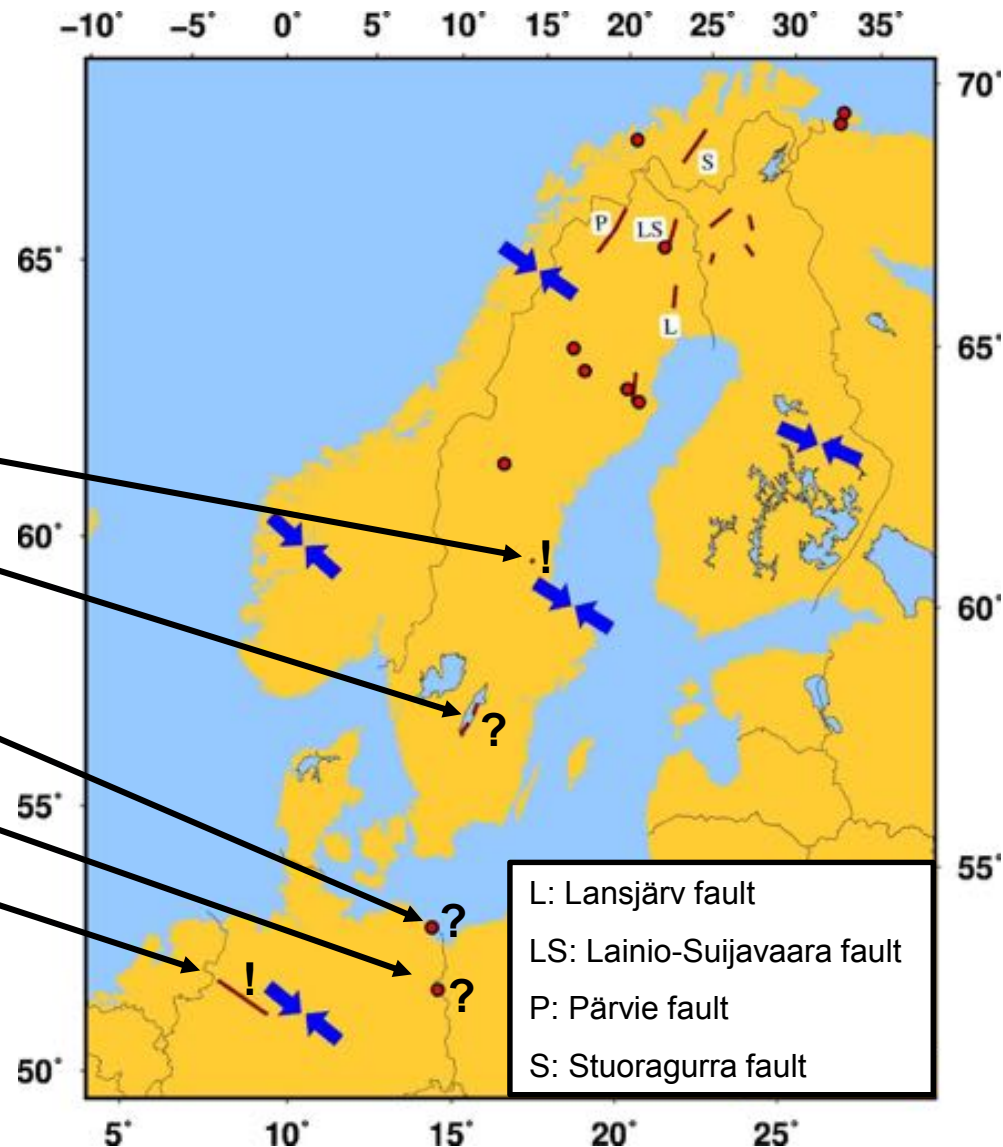 −10˚ −5˚ 0˚ 5˚ 10˚ 15˚ 20˚ 25˚ 30˚ 35˚
70˚
S
P
LS
65˚
L
65˚
60˚
!
60˚
?
55˚
55˚
?
!
?
50˚
5˚ 10˚ 15˚ 20˚ 25˚
L: Lansjärv fault
LS: Lainio-Suijavaara fault
P: Pärvie fault
S: Stuoragurra fault